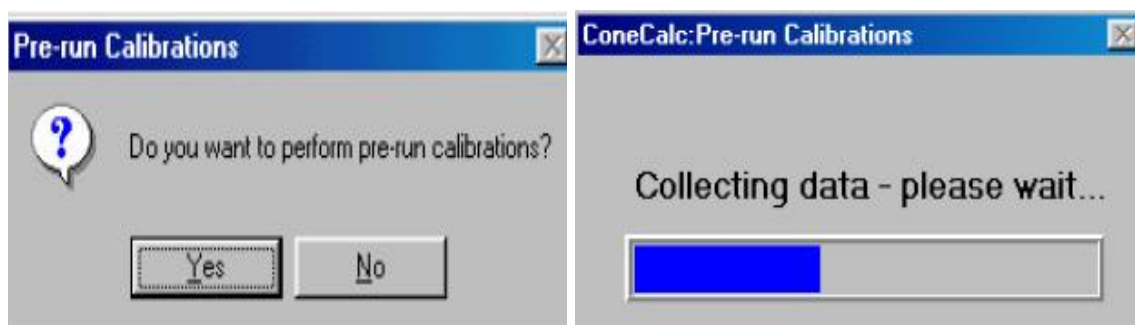 Pre-run Calibrations
Do you want to perform pre-run calibrations?
Yes
No
ConeCalc:Pre-run Calibrations
Collecting data - please wait...